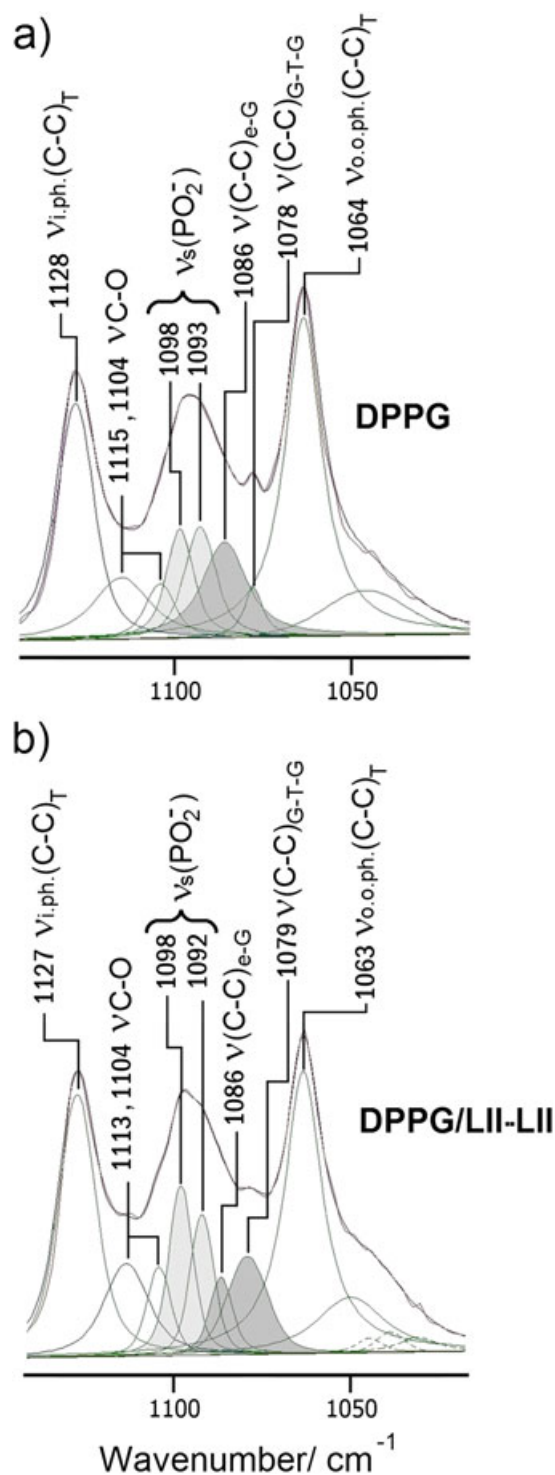 a)
1128 νi.ph.(C-C)T
1115, 1104 νC-O
νs(PO2-)
1098
1093
1086 ν(C-C)e-G
1078 ν(C-C)G-T-G
1064 νo.o.ph.(C-C)T
DPPG
1100 1050
b)
1127 νi.ph.(C-C)T
1113, 1104 νC-O
νs(PO2-)
1098
1092
1086 ν(C-C)e-G
1079 ν(C-C)G-T-G
1063 νo.o.ph.(C-C)T
DPPG/LII-LII
1100 1050
Wavenumber/ cm-1